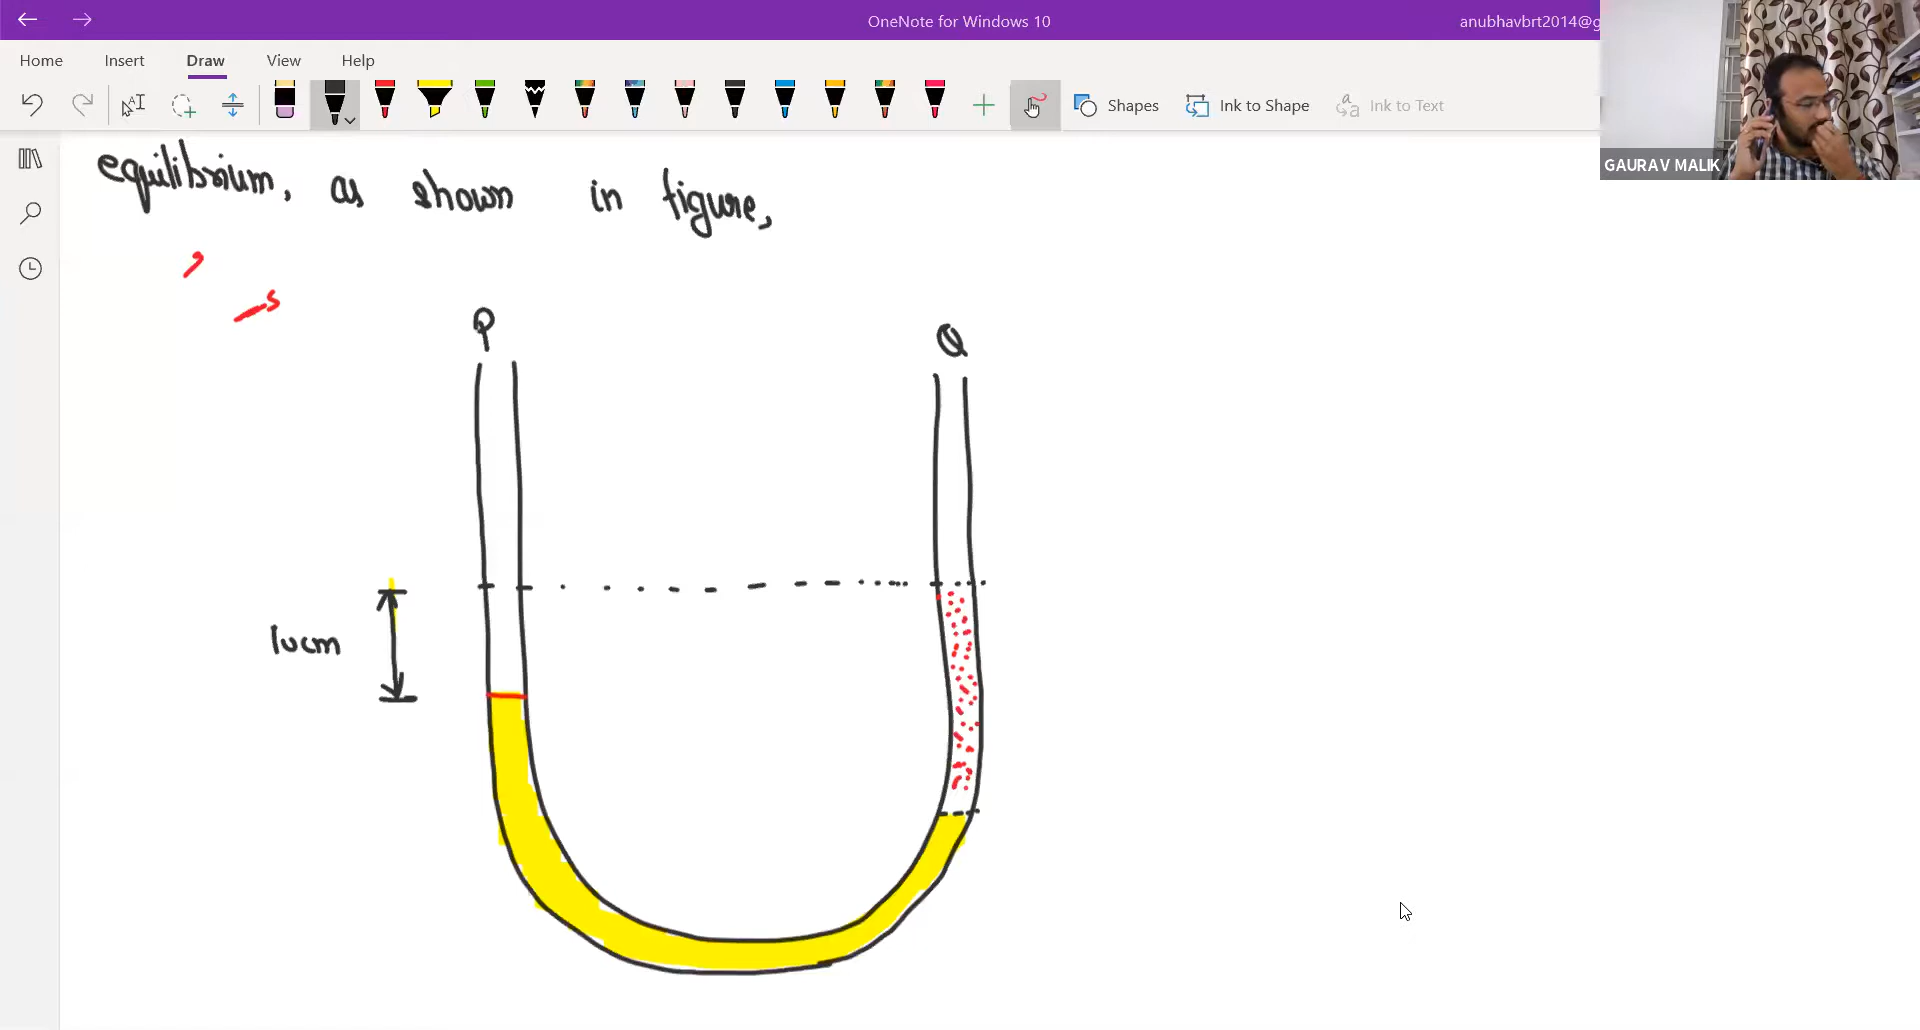 OneNote for Windows 10
anubhavbrt2014@g
Home Insert Draw View Help
Shapes Ink to Shape Ink to Text
GAURAV MALIK
equilibrium, as shown in figure,
P
Q
10cm